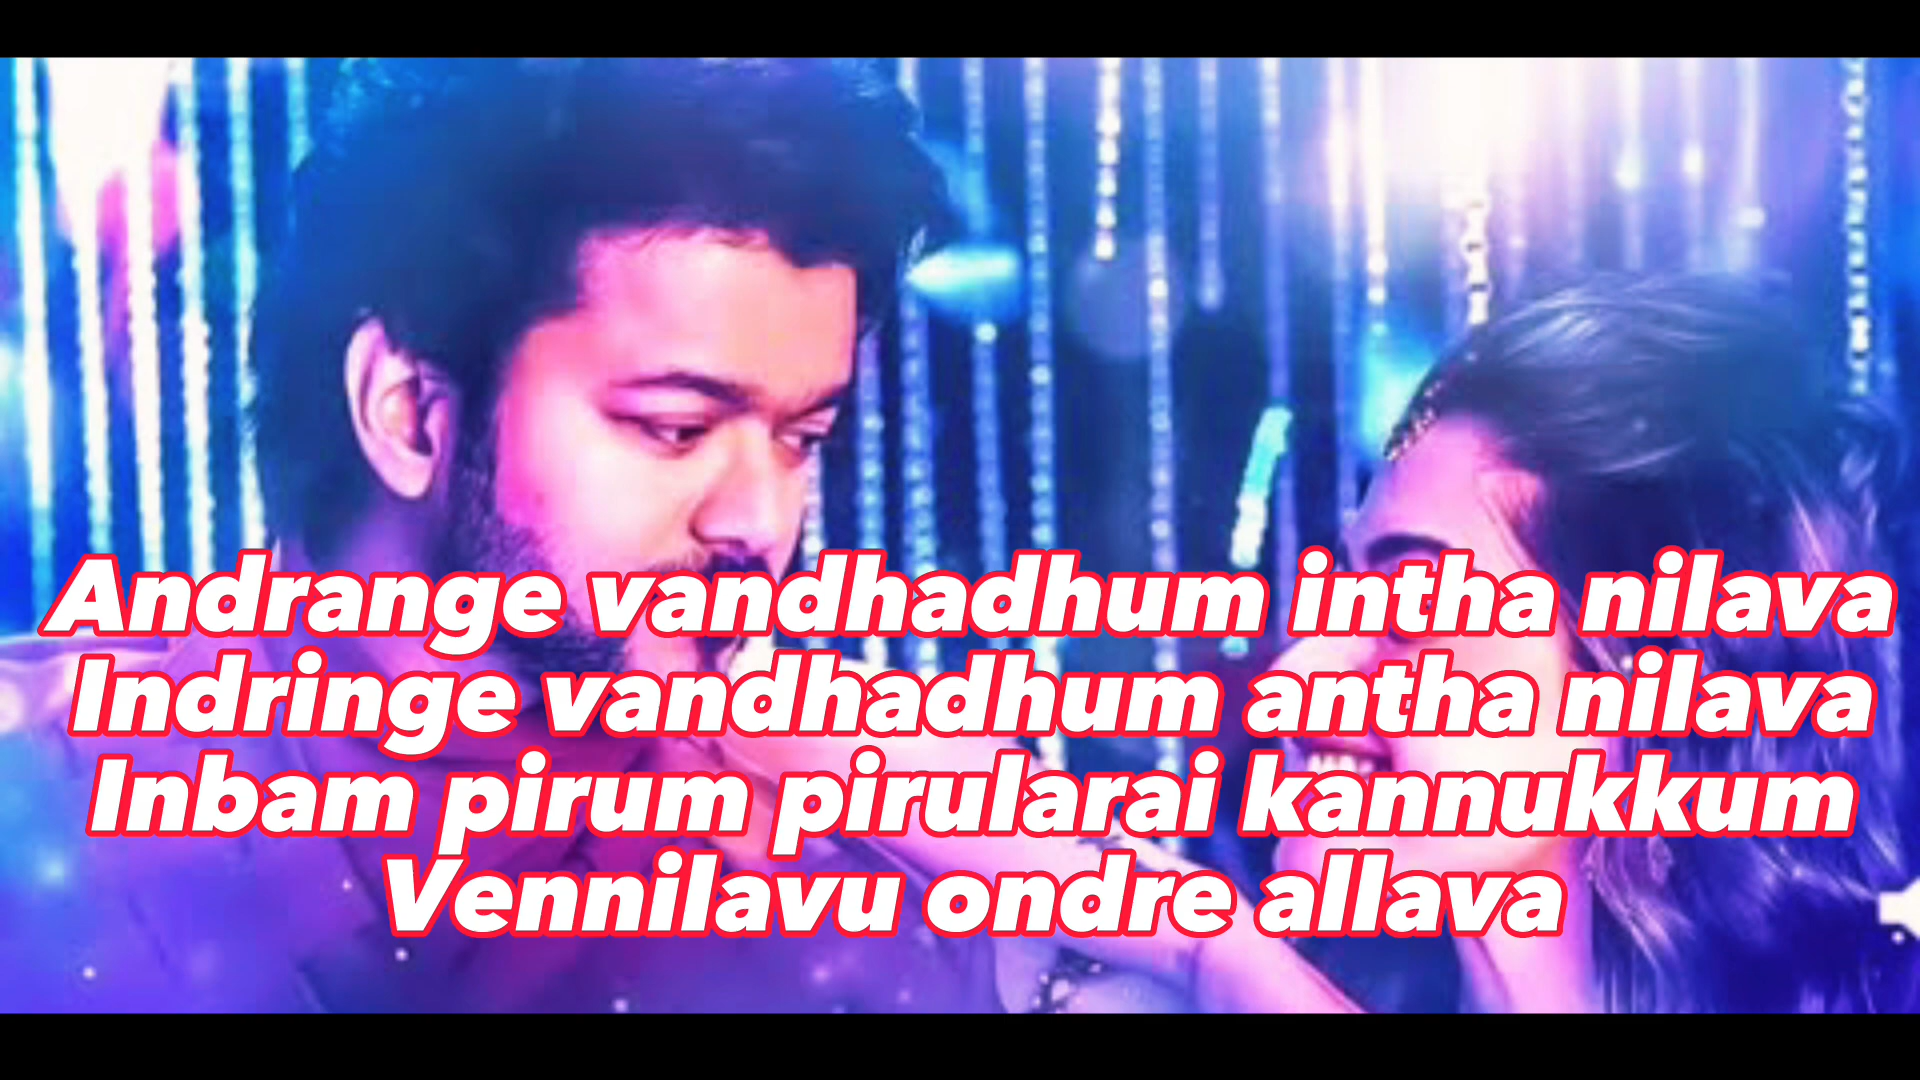 Andrange vandhadhum intha nilava
Indringe vandhadhum antha nilava
Inbam pirum pirularai kannukkum
Vennilavu ondre allava